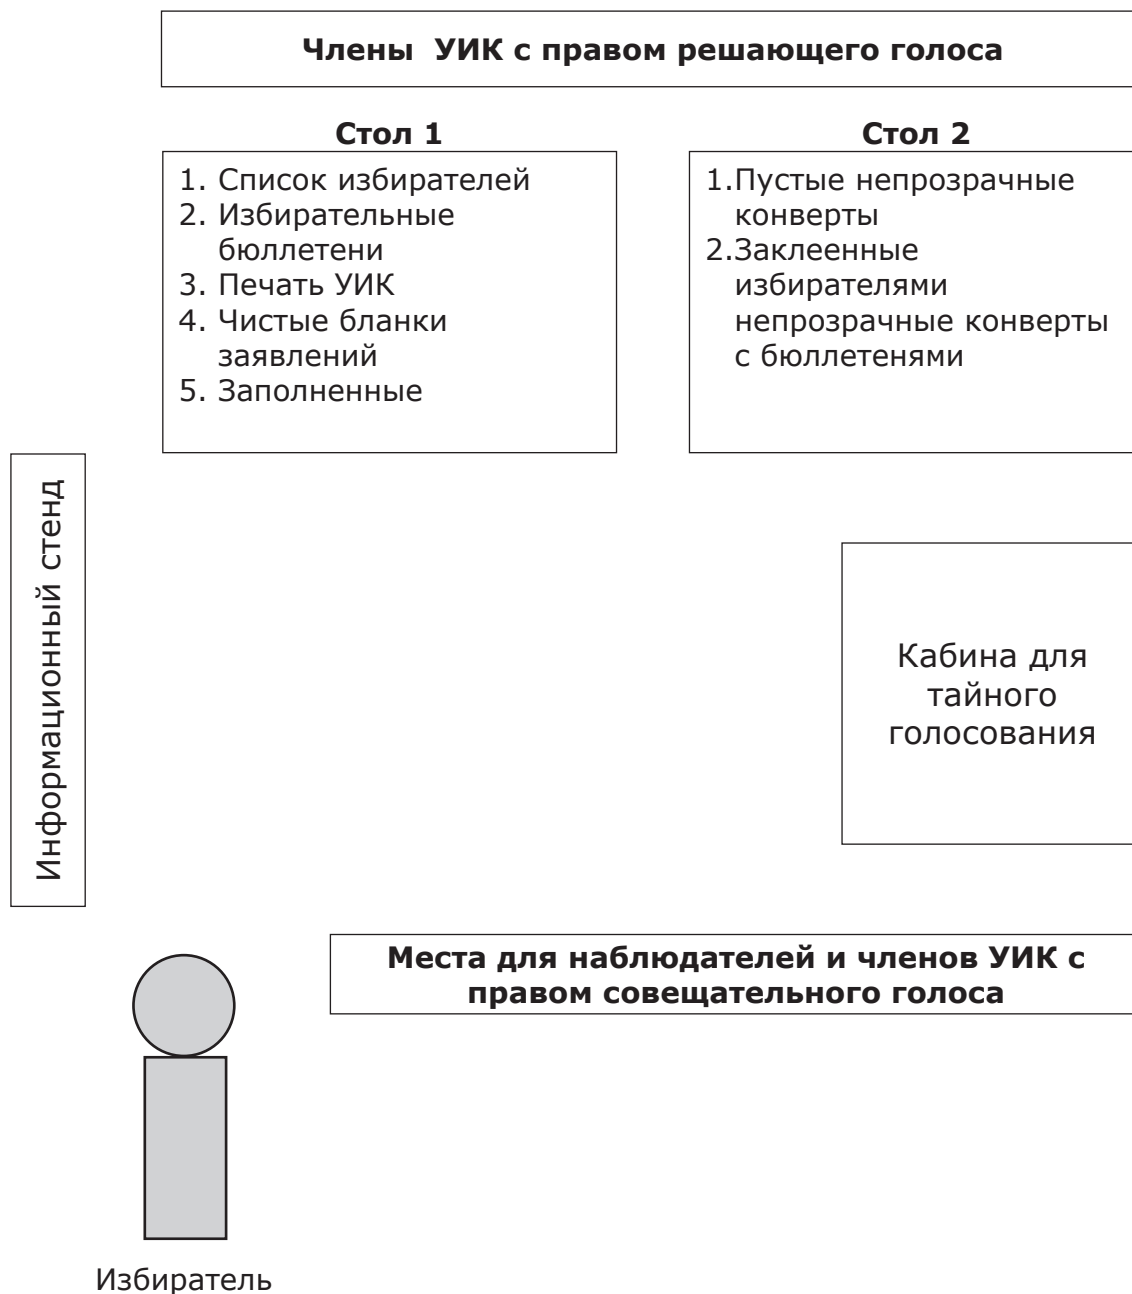 Члены УИК с правом решающего голоса
Стол 1
1. Список избирателей
2. Избирательные
бюллетени
3. Печать УИК
4. Чистые бланки
заявлений
5. Заполненные
Стол 2
1.Пустые непрозрачные
конверты
2.Заклеенные
избирателями
непрозрачные конверты
с бюллетенями
Информационный стенд
Кабина для
тайного
голосования
Места для наблюдателей и членов УИК с
правом совещательного голоса
Избиратель